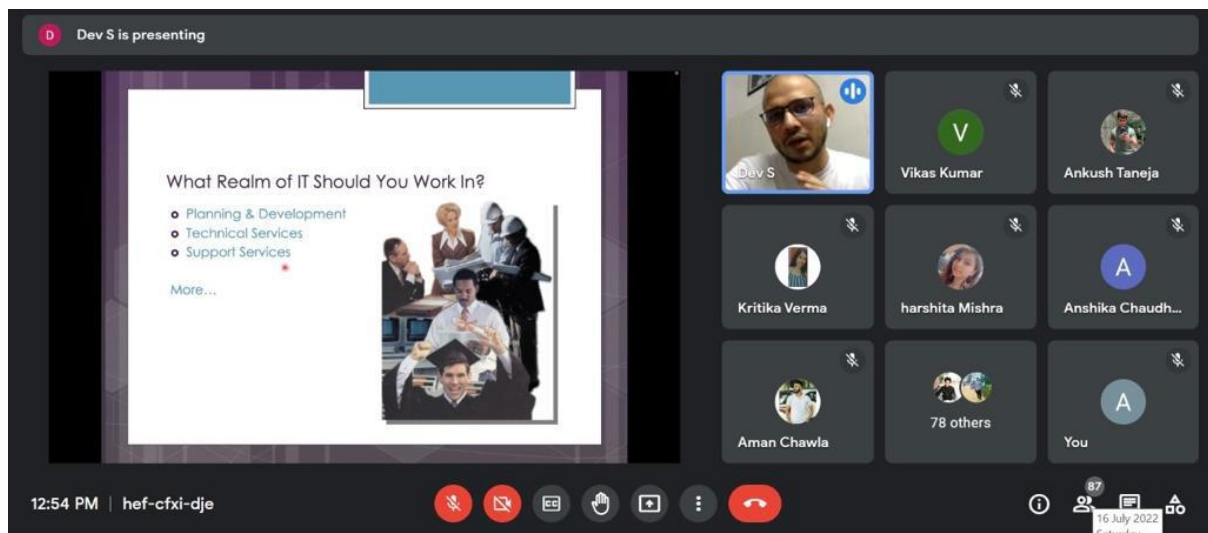 D Dev S is presenting
What Realm of IT Should You Work In?
Planning & Development
Technical Services
Support Services
More...
Dev S
V
Vikas Kumar
Ankush Taneja
Kritika Verma
harshita Mishra
A
Anshika Chaudh...
Aman Chawla
78 others
A
You
12:54 PM | hef-cfxi-dje
CC
87
16 July 2022
Saturday